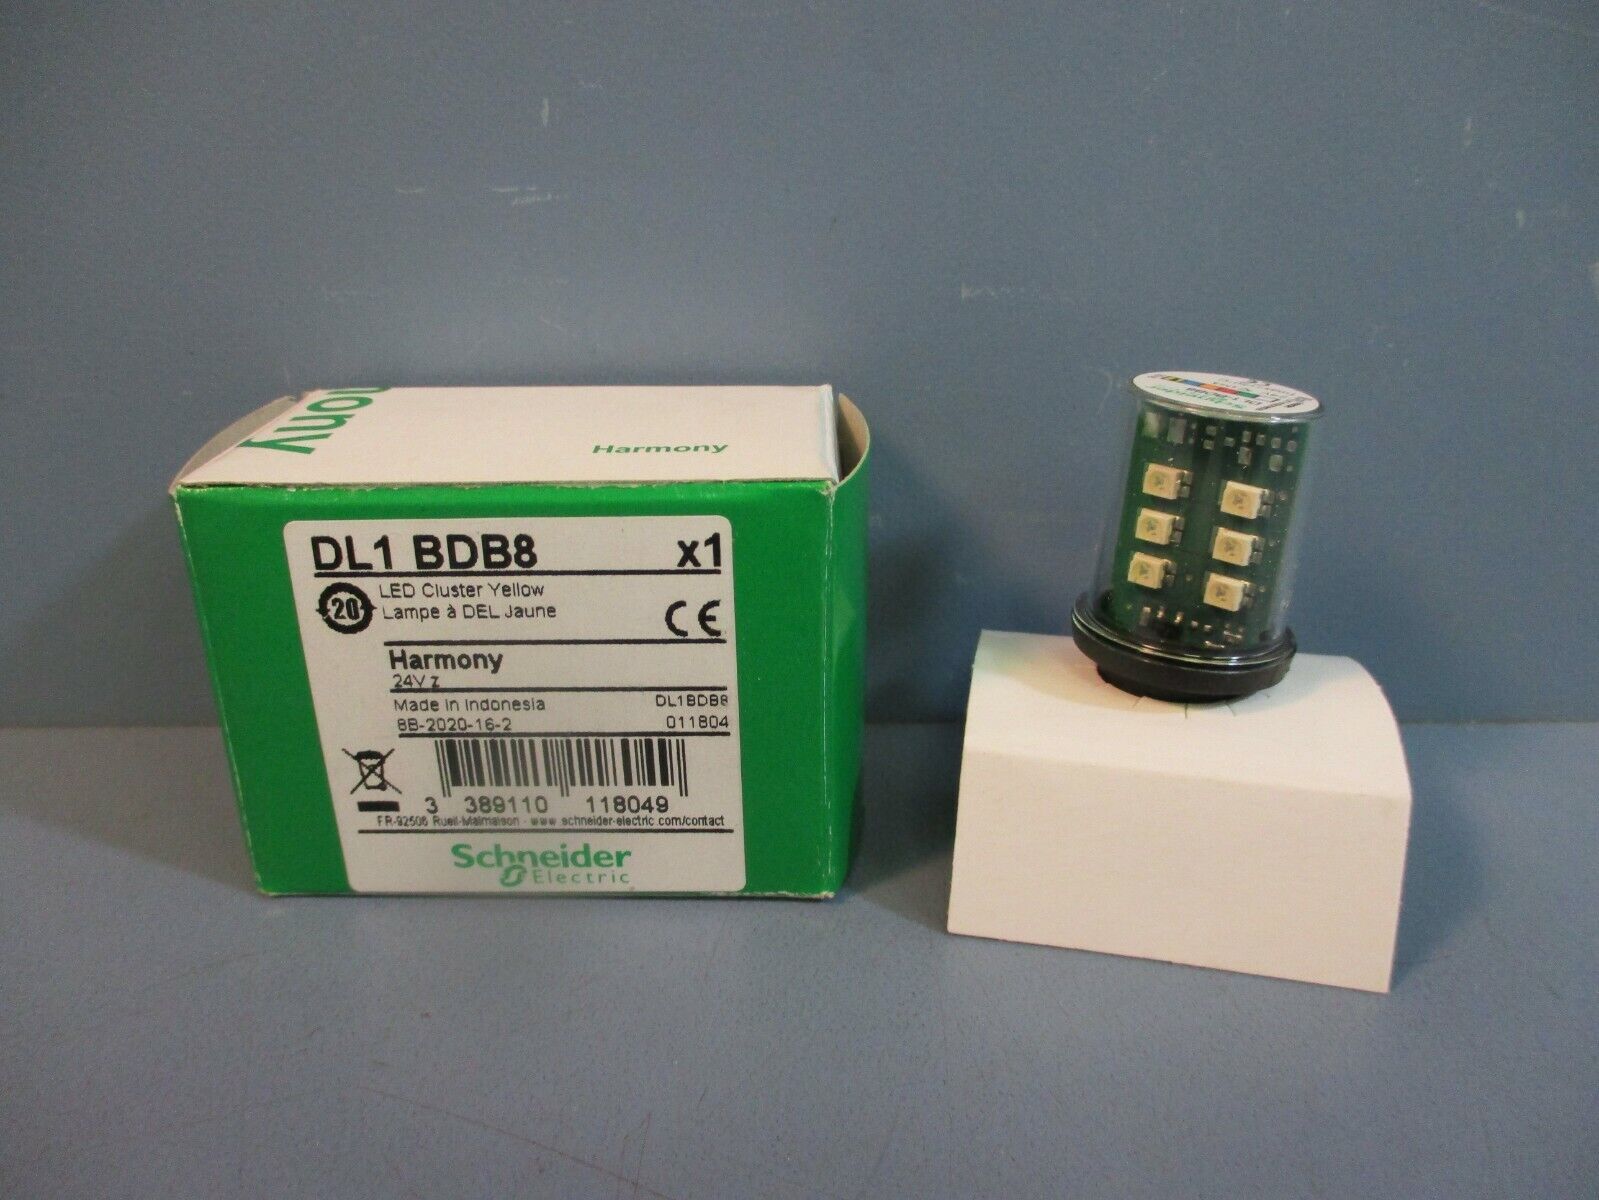 ony
Harmony
DL1 BDB8 x1
20
LED Cluster Yellow
Lampe à DEL Jaune
CE
Harmony
24V z
Made in Indonesia DL1BDB8
8B-2020-16-2 011804
3 389110 118049
FR-92506 Rueil-Malmaison - www.schneider-electric.com/contact
Schneider
Electric